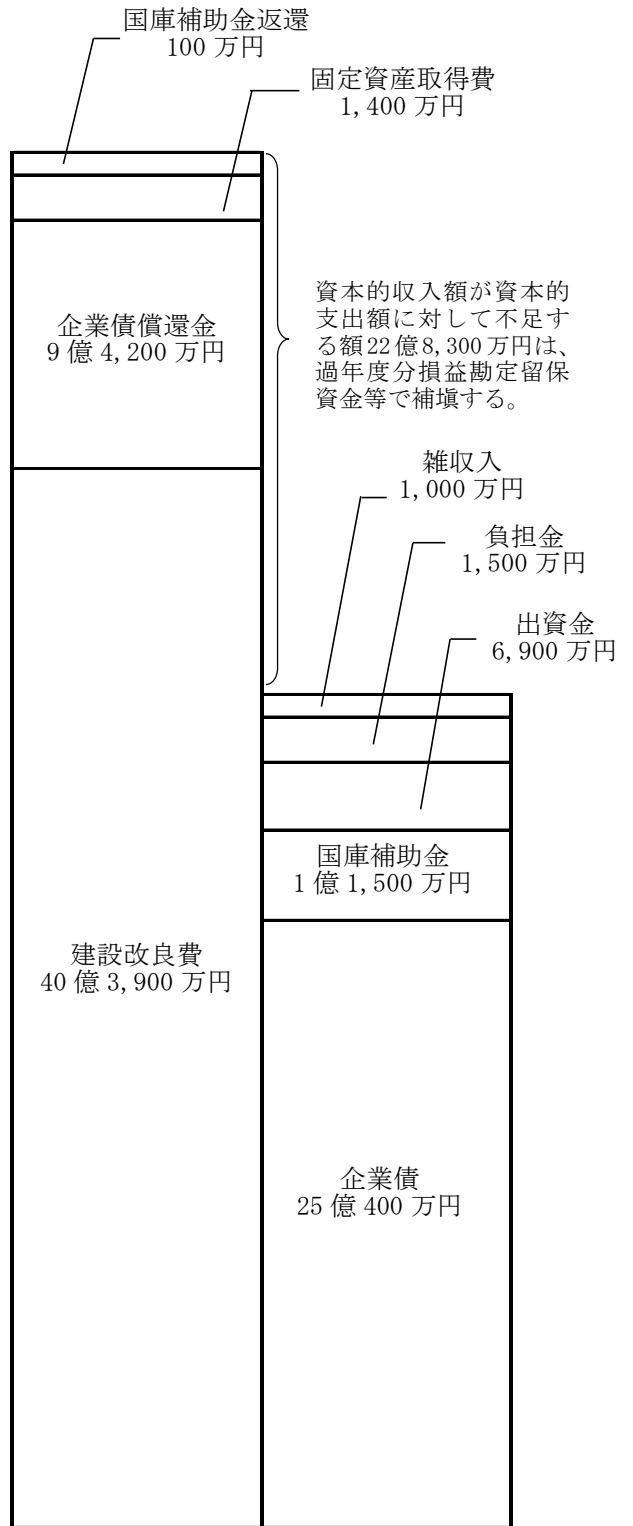 国庫補助金返還
100 万円
固定資産取得費
1,400 万円
企業債償還金
9 億 4,200 万円
資本的収入額が資本的
支出額に対して不足す
る額22億8,300万円は、
過年度分損益勘定留保
資金等で補塡する。
雑収入
1,000 万円
負担金
1,500 万円
出資金
6,900 万円
国庫補助金
1 億 1,500 万円
建設改良費
40 億 3,900 万円
企業債
25 億 400 万円